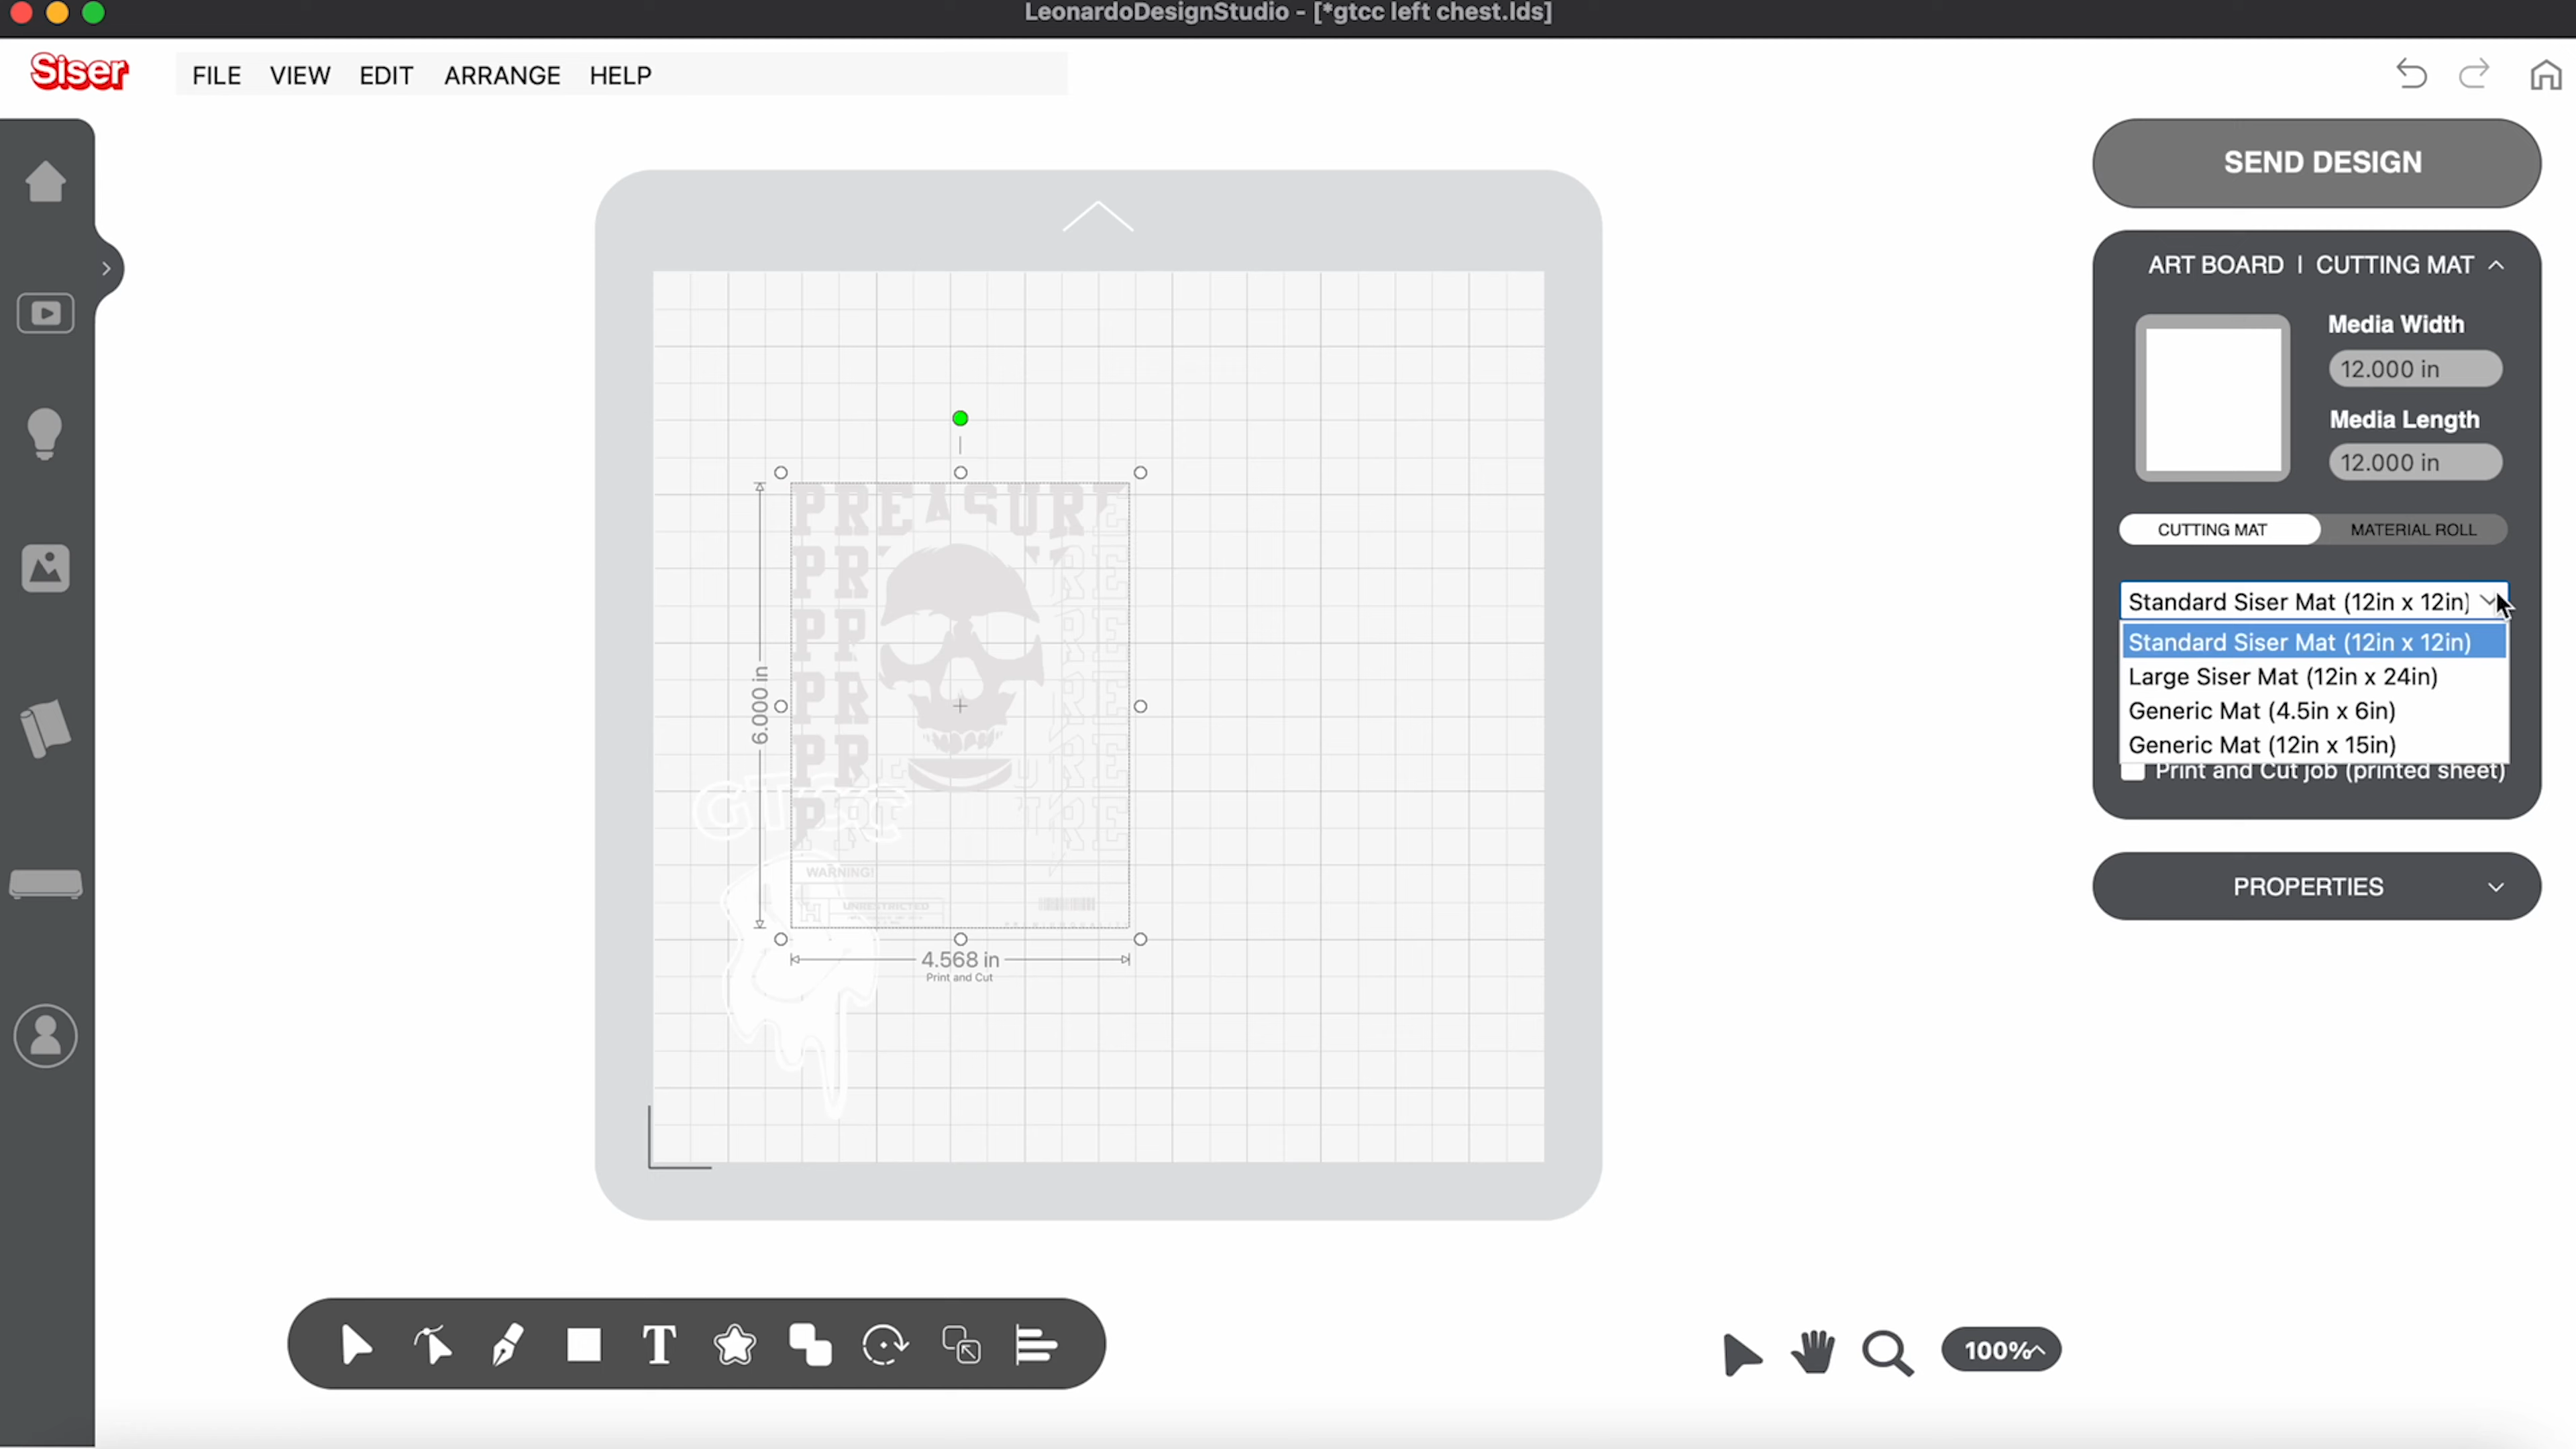 LeonardoDesignStudio - [*gtcc left chest.lds]
Siser
FILE VIEW EDIT ARRANGE HELP
SEND DESIGN
ART BOARD | CUTTING MAT
Media Width
12.000 in
Media Length
12.000 in
CUTTING MAT MATERIAL ROLL
Standard Siser Mat (12in x 12in)
Standard Siser Mat (12in x 12in)
Large Siser Mat (12in x 24in)
Generic Mat (4.5in x 6in)
Generic Mat (12in x 15in)
Print and Cut job (printed sheet)
PROPERTIES
PREASURE
6.000 in
GTCC
WARNING!
UNRESTRICTED
4.568 in
Print and Cut
T
100%